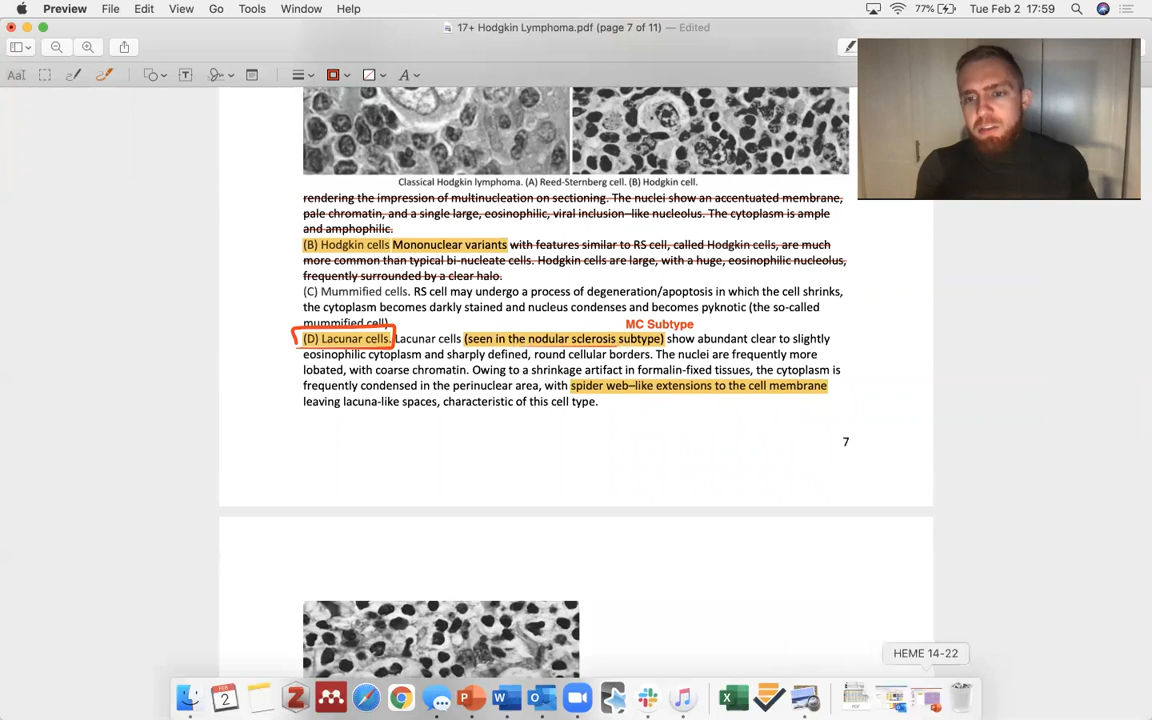 Preview File Edit View Go Tools Window Help 77% Tue Feb 2 17:59
17+ Hodgkin Lymphoma.pdf (page 7 of 11) — Edited
Classical Hodgkin lymphoma. (A) Reed-Sternberg cell. (B) Hodgkin cell.
rendering the impression of multinucleation on sectioning. The nuclei show an accentuated membrane,
pale chromatin, and a single large, eosinophilic, viral inclusion–like nucleolus. The cytoplasm is ample
and amphophilic.
(B) Hodgkin cells Mononuclear variants with features similar to RS cell, called Hodgkin cells, are much
more common than typical bi-nucleate cells. Hodgkin cells are large, with a huge, eosinophilic nucleolus,
frequently surrounded by a clear halo.
(C) Mummified cells. RS cell may undergo a process of degeneration/apoptosis in which the cell shrinks,
the cytoplasm becomes darkly stained and nucleus condenses and becomes pyknotic (the so-called
mummified cell)
MC Subtype
(D) Lacunar cells. Lacunar cells (seen in the nodular sclerosis subtype) show abundant clear to slightly
eosinophilic cytoplasm and sharply defined, round cellular borders. The nuclei are frequently more
lobated, with coarse chromatin. Owing to a shrinkage artifact in formalin-fixed tissues, the cytoplasm is
frequently condensed in the perinuclear area, with spider web–like extensions to the cell membrane
leaving lacuna-like spaces, characteristic of this cell type.
7
HEME 14-22